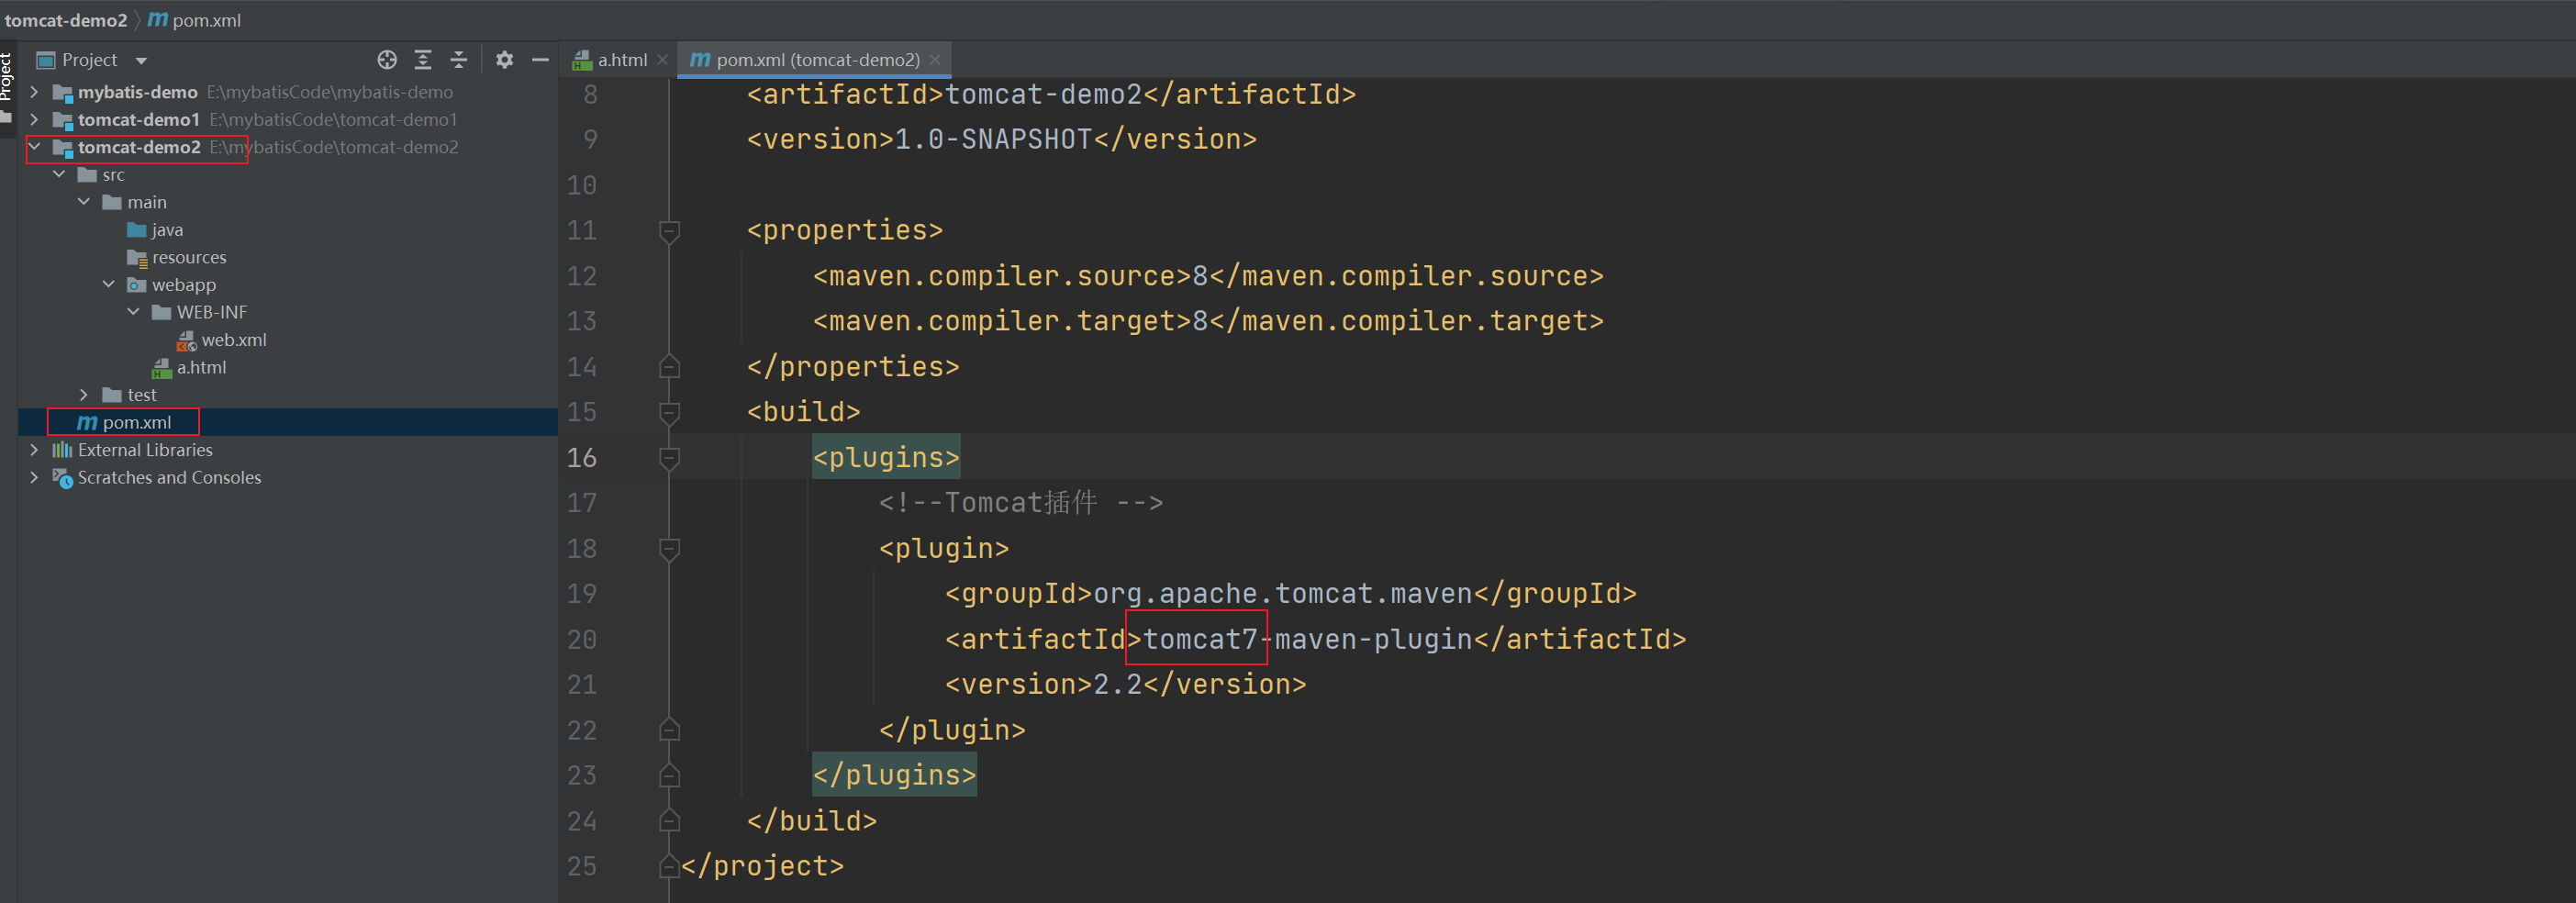 tomcat-demo2 pom.xml
Project
Project
mybatis-demo E:\mybatisCode\mybatis-demo
tomcat-demo1 E:\mybatisCode\tomcat-demo1
tomcat-demo2 E:\mybatisCode\tomcat-demo2
src
main
java
resources
webapp
WEB-INF
web.xml
a.html
test
pom.xml
External Libraries
Scratches and Consoles
a.html
pom.xml (tomcat-demo2)
8 <artifactId>tomcat-demo2</artifactId>
9 <version>1.0-SNAPSHOT</version>
10
11 <properties>
12 <maven.compiler.source>8</maven.compiler.source>
13 <maven.compiler.target>8</maven.compiler.target>
14 </properties>
15 <build>
16 <plugins>
17 <!--Tomcat插件 -->
18 <plugin>
19 <groupId>org.apache.tomcat.maven</groupId>
20 <artifactId>tomcat7-maven-plugin</artifactId>
21 <version>2.2</version>
22 </plugin>
23 </plugins>
24 </build>
25 </project>